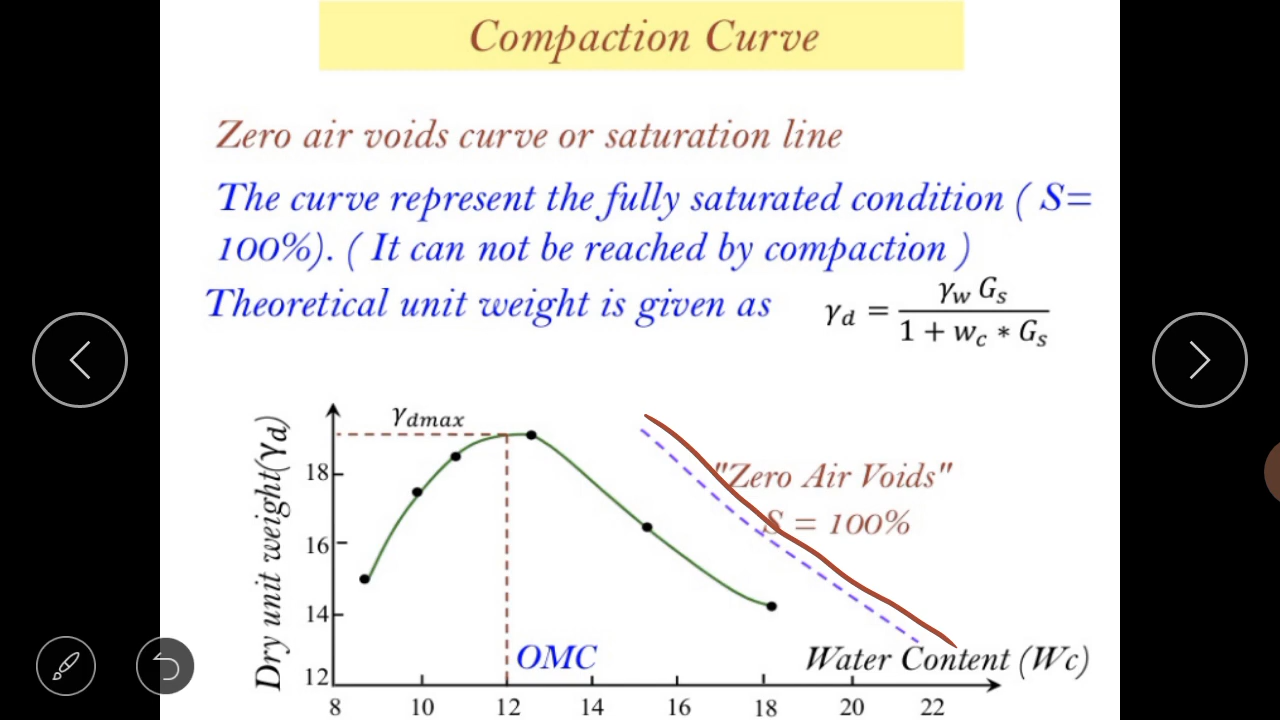 Compaction Curve
Zero air voids curve or saturation line
The curve represent the fully saturated condition ( S=
100%). ( It can not be reached by compaction )
Theoretical unit weight is given as γd = γw Gs / 1 + wc * Gs
γdmax
Dry unit weight(γd)
18
16
14
12
"Zero Air Voids"
S = 100%
OMC
Water Content (Wc)
8 10 12 14 16 18 20 22